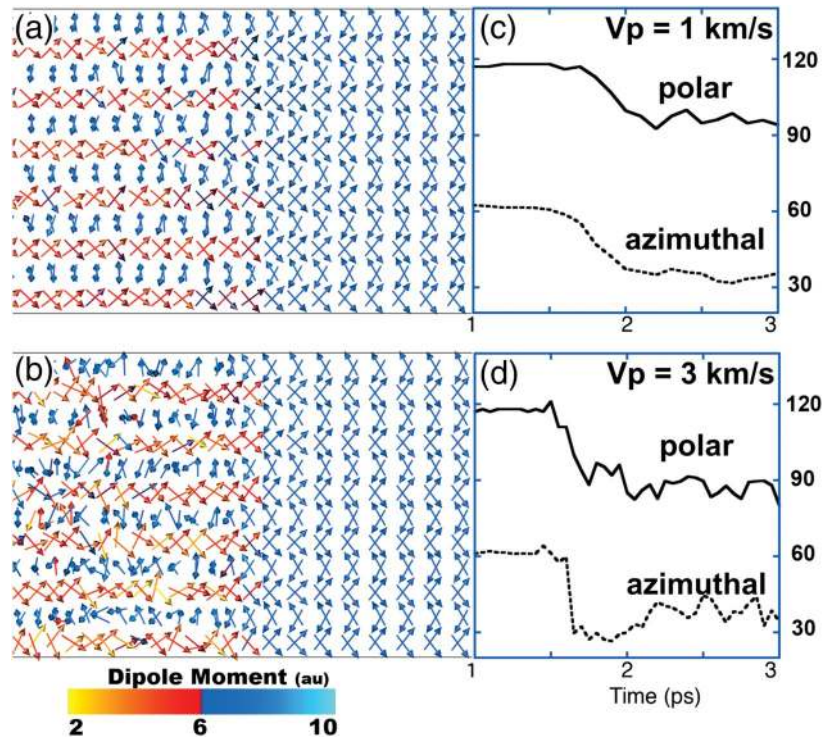 (a)
(c) Vp = 1 km/s
120
polar
90
60
azimuthal
30
1 2 3
(b)
(d) Vp = 3 km/s
120
polar
90
60
azimuthal
30
1 2 3
Time (ps)
Dipole Moment (au)
2 6 10